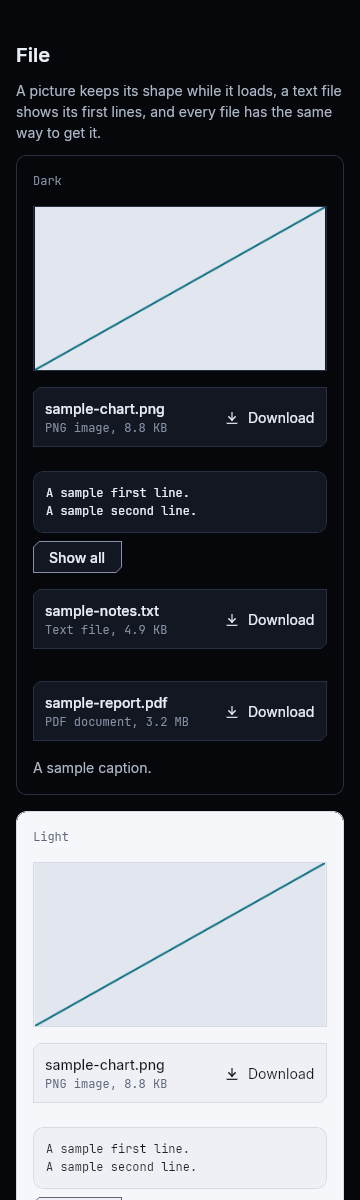 File
A picture keeps its shape while it loads, a text file
shows its first lines, and every file has the same
way to get it.
Dark
sample-chart.png
PNG image, 8.8 KB
Download
A sample first line.
A sample second line.
Show all
sample-notes.txt
Text file, 4.9 KB
Download
sample-report.pdf
PDF document, 3.2 MB
Download
A sample caption.
Light
sample-chart.png
PNG image, 8.8 KB
Download
A sample first line.
A sample second line.